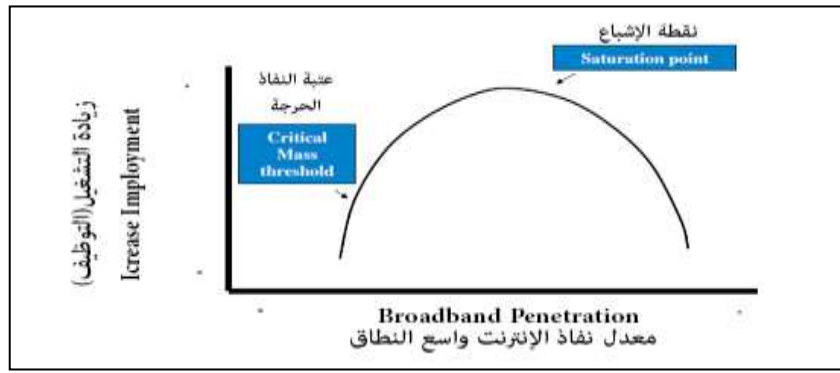 نقطة الإشباع
Saturation point
عتبة النفاذ
الحرجة
Critical
Mass
threshold
زيادة التشغيل(التوظيف)
Icrease Imployment
Broadband Penetration
معدل نفاذ الإنترنت واسع النطاق